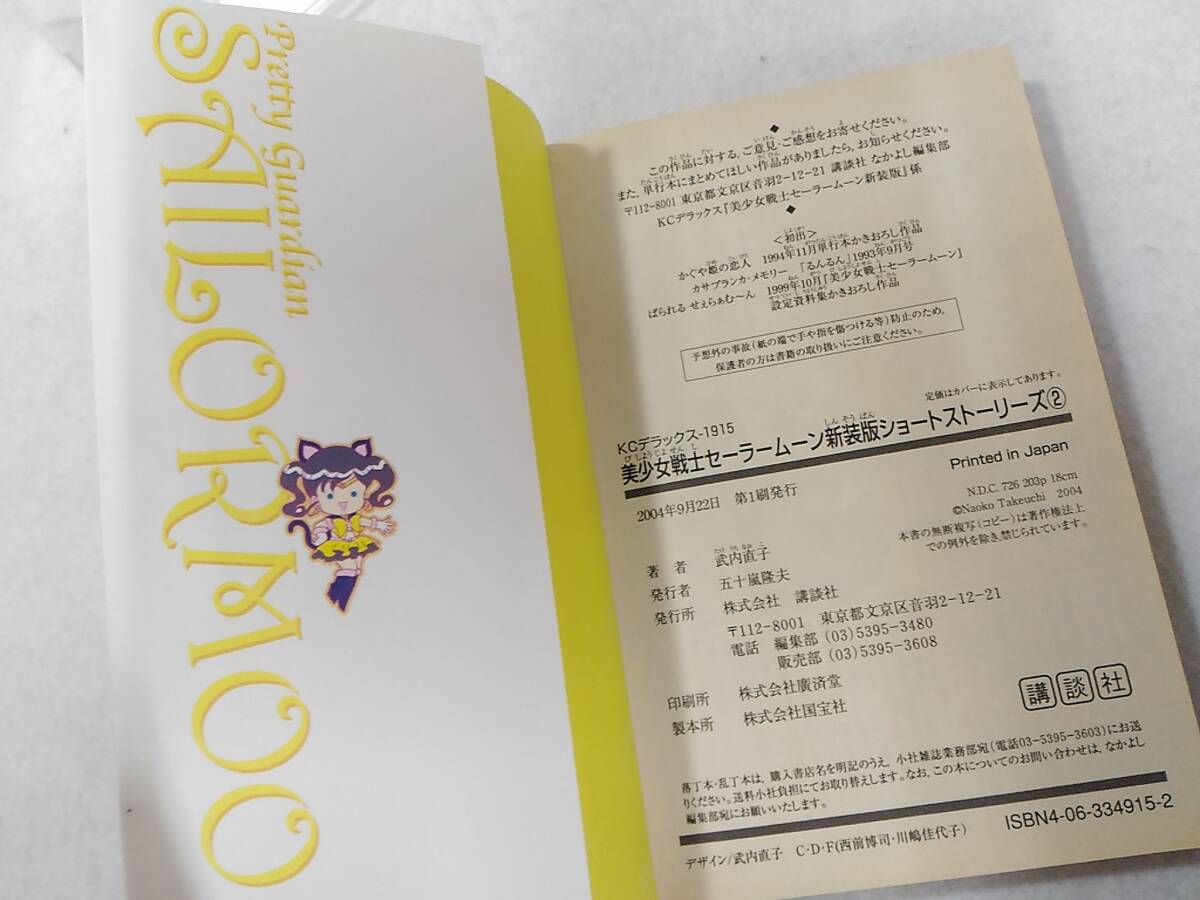 Pretty Guardian
SAILORMOO
◆
この作品に対する、ご意見・ご感想をお寄せください。
また、単行本にまとめてほしい作品がありましたら、お知らせください。
〒112-8001 東京都文京区音羽2-12-21 講談社 なかよし編集部
KCデラックス『美少女戦士セーラームーン新装版』係
◆
<初出>
かぐや姫の恋人 1994年11月単行本かきおろし作品
カサブランカ・メモリー 「るんるん」1993年9月号
ぱられる せぇらぁむ〜ん 1999年10月『美少女戦士セーラームーン』
設定資料集かきおろし作品
予想外の事故(紙の端で手や指を傷つける等)防止のため、
保護者の方は書籍の取り扱いにご注意ください。
定価はカバーに表示してあります。
KCデラックス-1915
美少女戦士セーラームーン新装版ショートストーリーズ②
2004年9月22日 第1刷発行
Printed in Japan
N.D.C. 726 203p 18cm
©Naoko Takeuchi 2004
本書の無断複写(コピー)は著作権法上
での例外を除き、禁じられています。
著者 武内直子
発行者 五十嵐隆夫
発行所 株式会社 講談社
〒112-8001 東京都文京区音羽2-12-21
電話 編集部 (03)5395-3480
販売部 (03)5395-3608
印刷所 株式会社廣済堂
製本所 株式会社国宝社
講談社
落丁本・乱丁本は、購入書店名を明記のうえ、小社雑誌業務部宛(電話03-5395-3603)にお送
りください。送料小社負担にてお取り替えします。なお、この本についてのお問い合わせは、なかよし
編集部宛にお願いいたします。
ISBN4-06-334915-2
デザイン/武内直子 C・D・F(西前博司・川嶋佳代子)